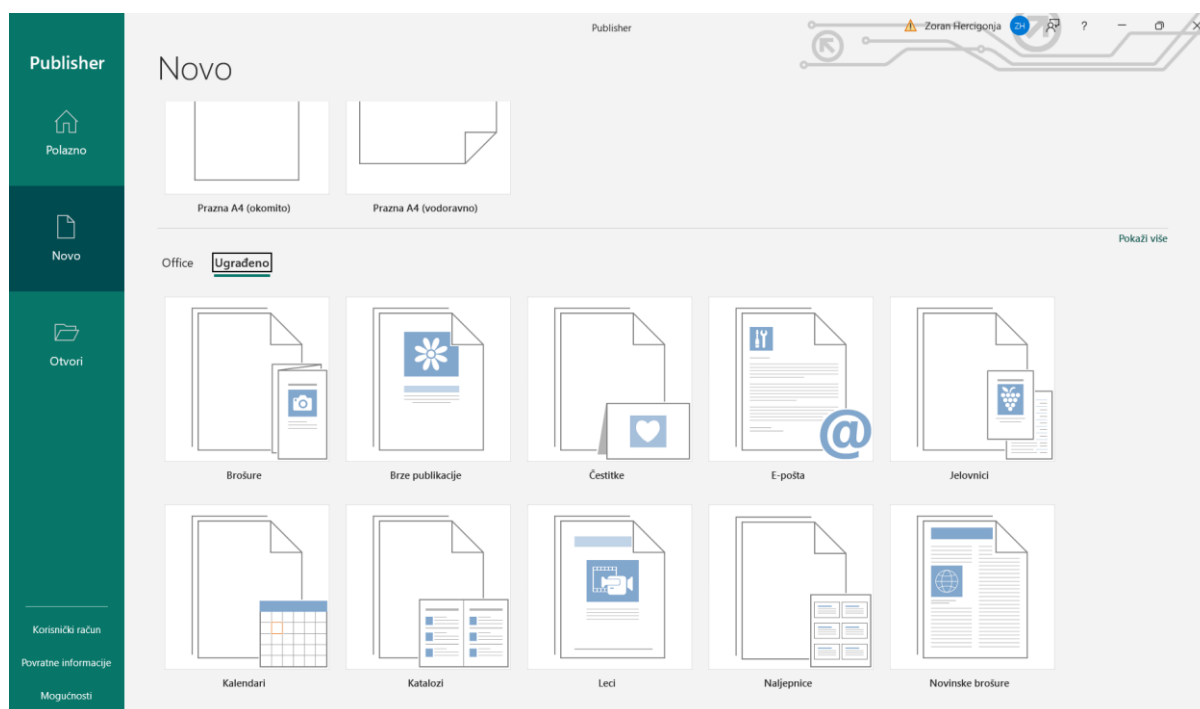 Publisher
Zoran Hercigonja
ZH
?
Publisher
Novo
Polazno
Novo
Otvori
Korisnički račun
Povratne informacije
Mogućnosti
Prazna A4 (okomito)
Prazna A4 (vodoravno)
Pokaži više
Office
Ugrađeno
Brošure
Brze publikacije
Čestitke
@
E-pošta
Jelovnici
Kalendari
Katalozi
Leci
Naljepnice
Novinske brošure